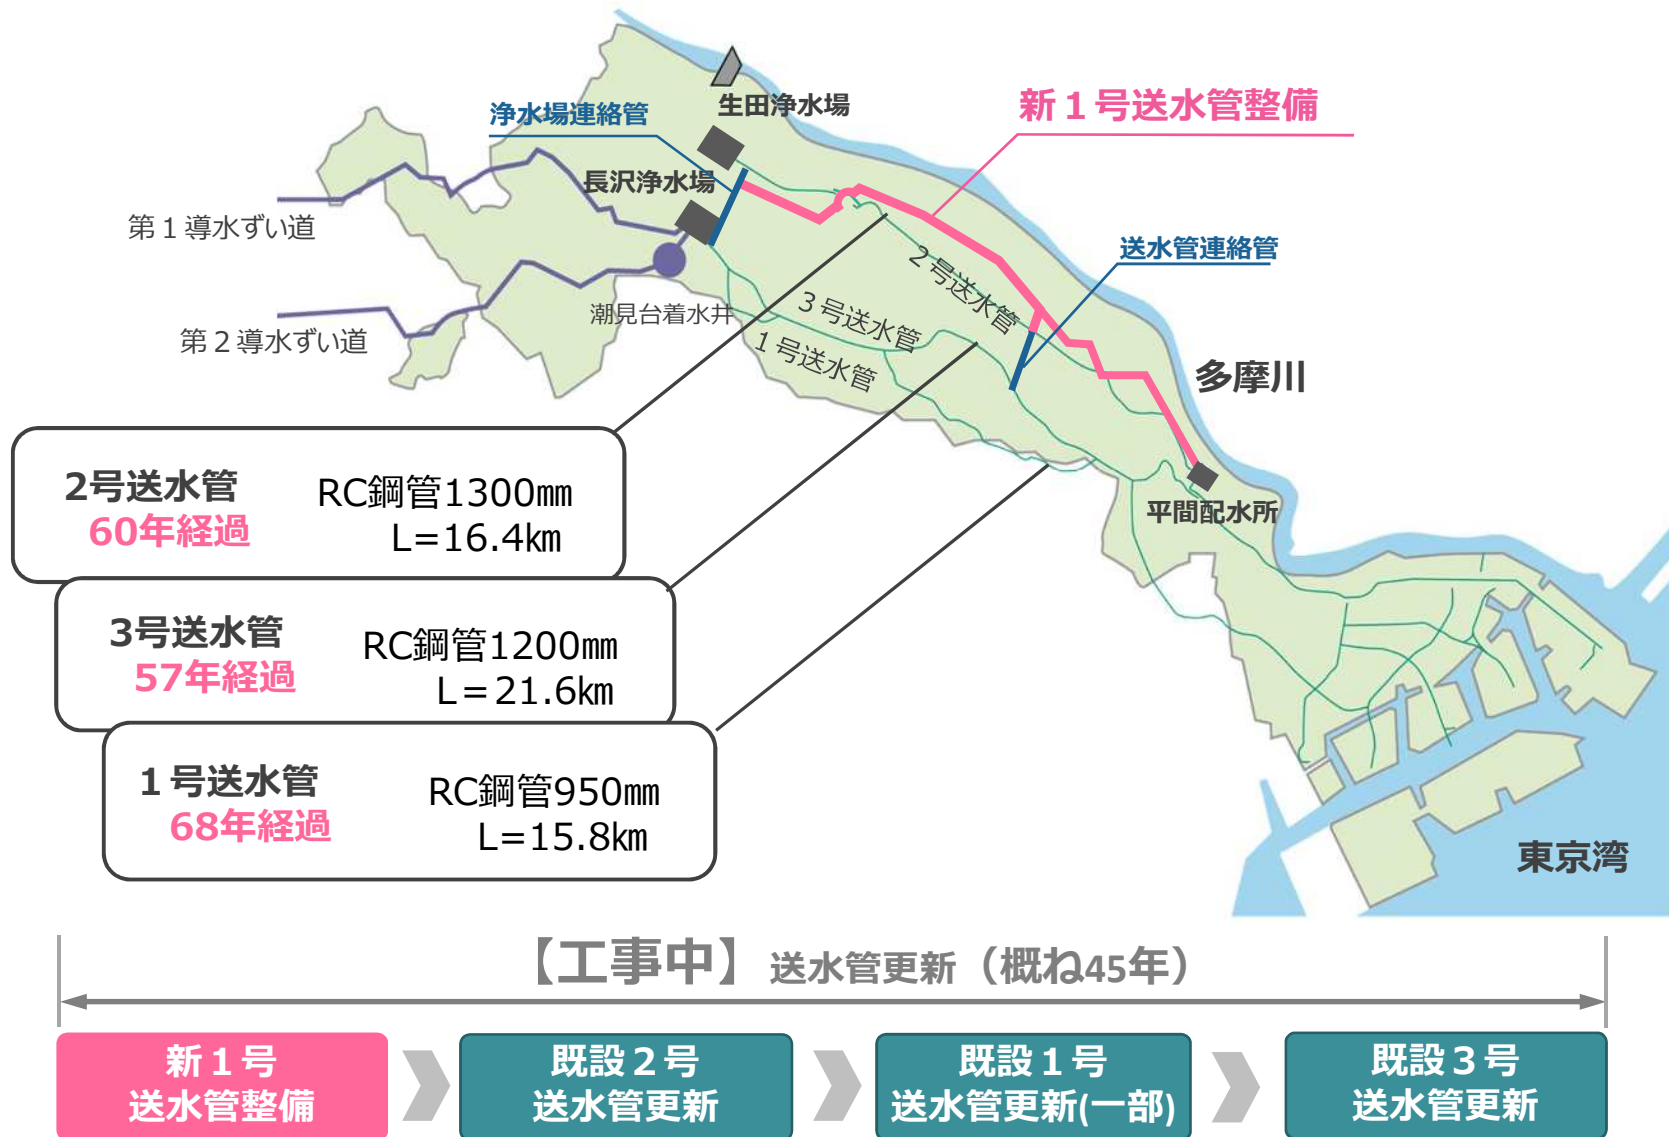 生田浄水場
浄水場連絡管
新１号送水管整備
長沢浄水場
第１導水ずい道
送水管連絡管
２号送水管
潮見台着水井
３号送水管
第２導水ずい道
１号送水管
多摩川
2号送水管
60年経過
RC鋼管1300㎜
L=16.4㎞
平間配水所
3号送水管
57年経過
RC鋼管1200㎜
L＝21.6㎞
１号送水管
68年経過
RC鋼管950㎜
L=15.8㎞
東京湾
【工事中】送水管更新（概ね45年）
新１号
送水管整備
既設２号
送水管更新
既設１号
送水管更新(一部)
既設３号
送水管更新